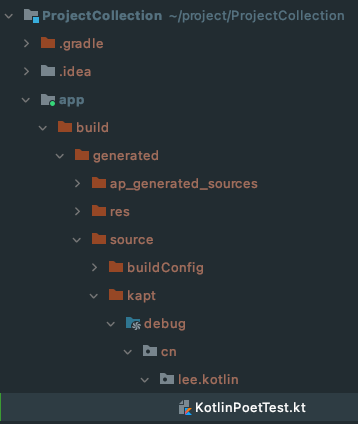 ProjectCollection ~/project/ProjectCollection
.gradle
.idea
app
build
generated
ap_generated_sources
res
source
buildConfig
kapt
debug
cn
lee.kotlin
KotlinPoetTest.kt